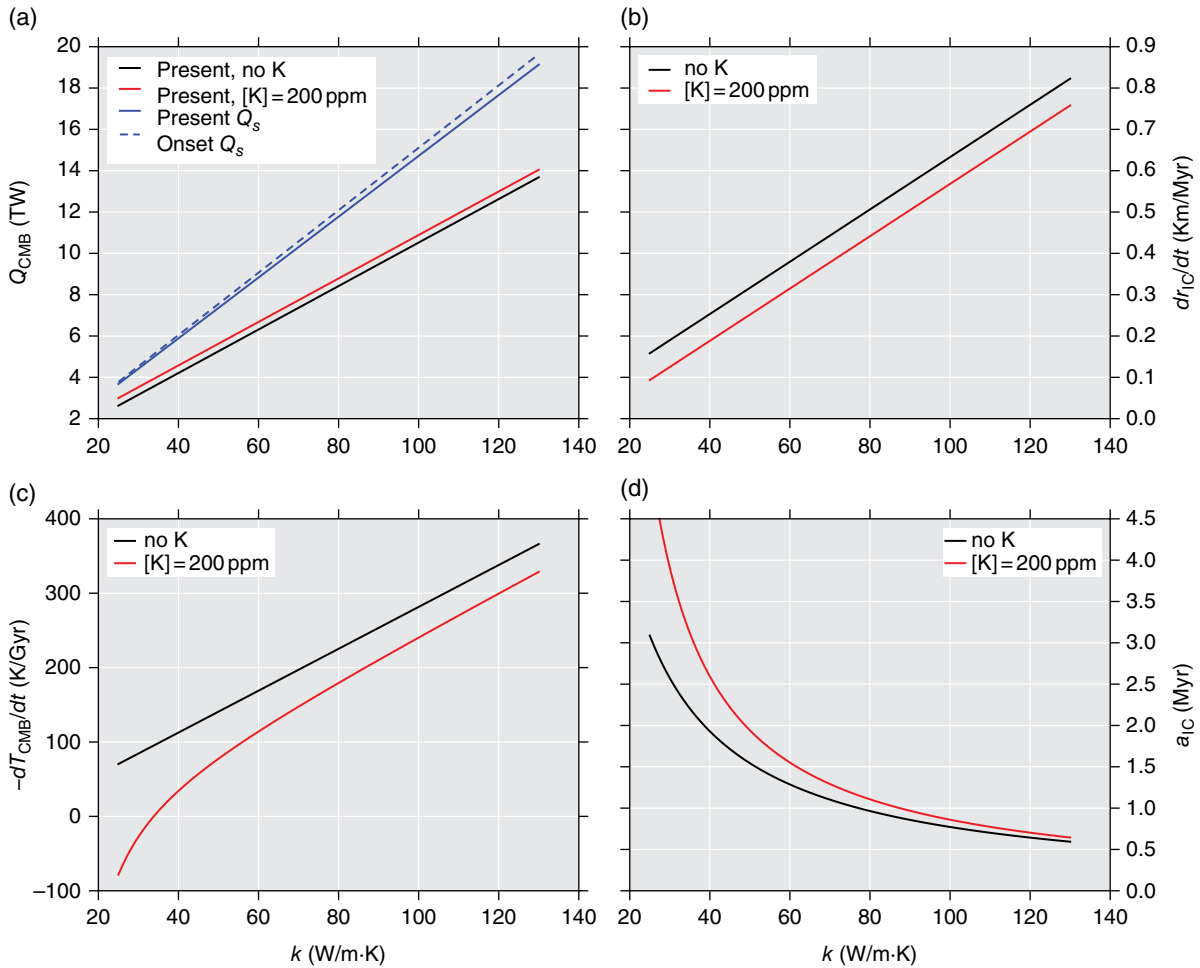 (a)
20
18
16
14
12
10
8
6
4
2
Q_CMB (TW)
Present, no K
Present, [K] = 200 ppm
Present Q_s
Onset Q_s
20 40 60 80 100 120 140
(b)
no K
[K] = 200 ppm
0.9
0.8
0.7
0.6
0.5
0.4
0.3
0.2
0.1
0.0
dr_IC/dt (Km/Myr)
20 40 60 80 100 120 140
(c)
400
300
200
100
0
−100
−dT_CMB/dt (K/Gyr)
no K
[K] = 200 ppm
20 40 60 80 100 120 140
k (W/m·K)
(d)
no K
[K] = 200 ppm
4.5
4.0
3.5
3.0
2.5
2.0
1.5
1.0
0.5
0.0
a_IC (Myr)
20 40 60 80 100 120 140
k (W/m·K)